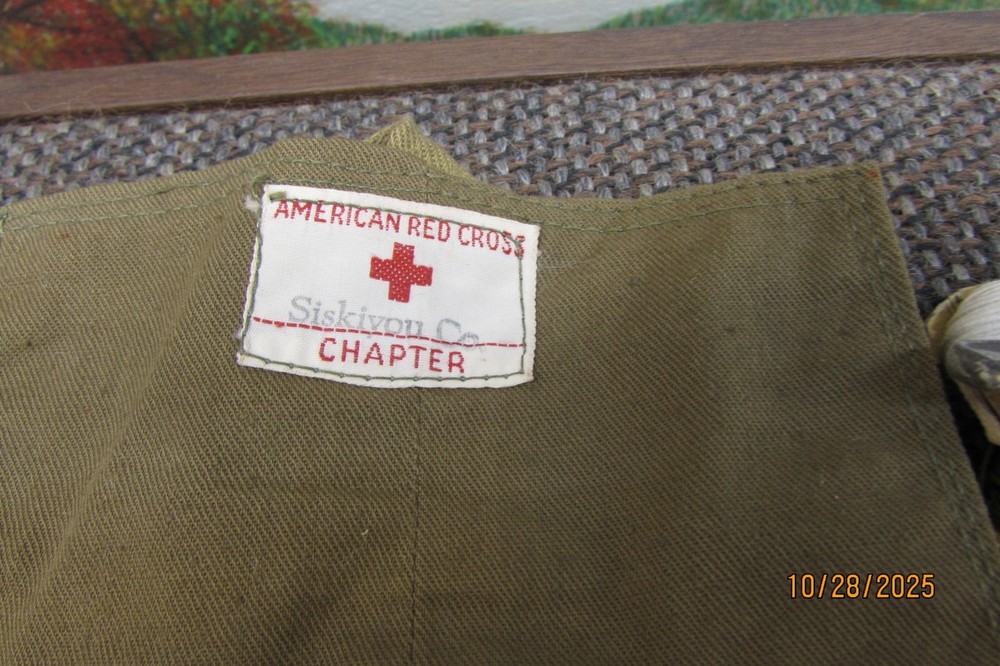 AMERICAN RED CROSS
Siskiyou Co.
CHAPTER
10/28/2025